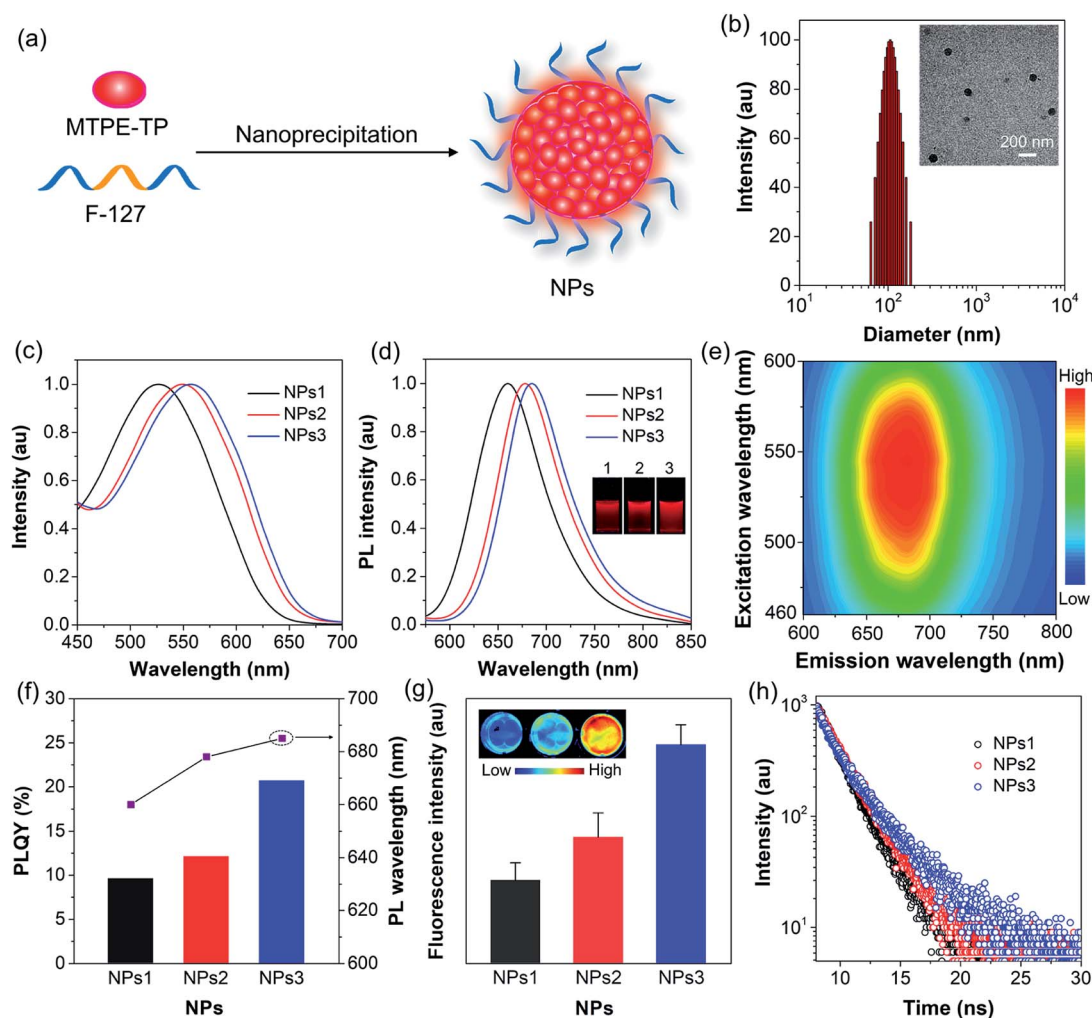 (a)
MTPE-TP
F-127
Nanoprecipitation
NPs
(b)
Intensity (au)
100
80
60
40
20
0
200 nm
10¹ 10² 10³ 10⁴
Diameter (nm)
(c)
Intensity (au)
1.0
0.8
0.6
0.4
0.2
0.0
NPs1
NPs2
NPs3
450 500 550 600 650 700
Wavelength (nm)
(d)
PL intensity (au)
1.0
0.8
0.6
0.4
0.2
0.0
NPs1
NPs2
NPs3
1 2 3
600 650 700 750 800 850
Wavelength (nm)
(e)
Excitation wavelength (nm)
600
550
500
460
High
Low
600 650 700 750 800
Emission wavelength (nm)
(f)
PLQY (%)
30
25
20
15
10
5
0
700
680
660
640
620
600
PL wavelength (nm)
NPs1 NPs2 NPs3
NPs
(g)
Fluorescence intensity (au)
Low High
NPs1 NPs2 NPs3
NPs
(h)
Intensity (au)
10³
10²
10¹
NPs1
NPs2
NPs3
10 15 20 25 30
Time (ns)